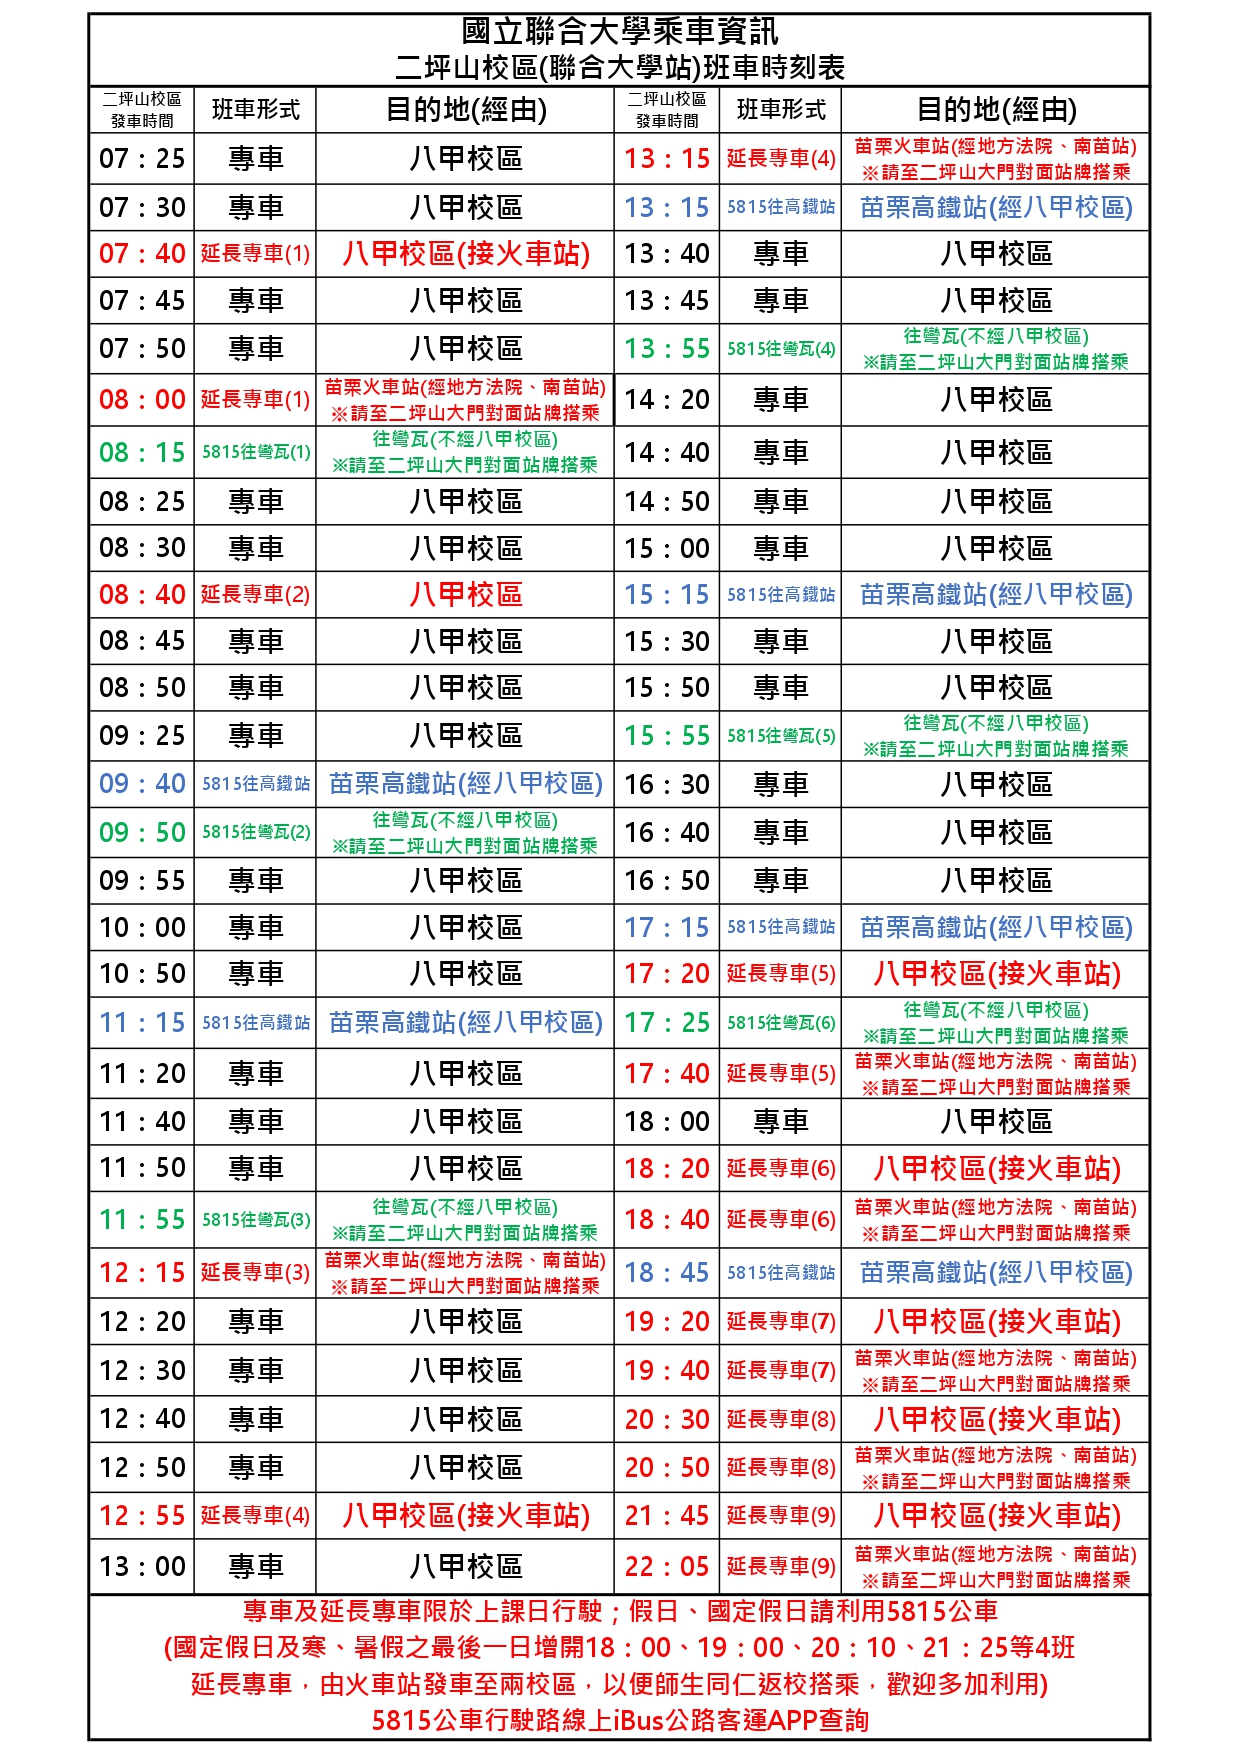 國立聯合大學乘車資訊
二坪山校區(聯合大學站)班車時刻表
二坪山校區發車時間 班車形式 目的地(經由) 二坪山校區發車時間 班車形式 目的地(經由)
07：25 專車 八甲校區 13：15 延長專車(4) 苗栗火車站(經地方法院、南苗站)
※請至二坪山大門對面站牌搭乘
07：30 專車 八甲校區 13：15 5815往高鐵站 苗栗高鐵站(經八甲校區)
07：40 延長專車(1) 八甲校區(接火車站) 13：40 專車 八甲校區
07：45 專車 八甲校區 13：45 專車 八甲校區
07：50 專車 八甲校區 13：55 5815往彎瓦(4) 往彎瓦(不經八甲校區)
※請至二坪山大門對面站牌搭乘
08：00 延長專車(1) 苗栗火車站(經地方法院、南苗站) ※請至二坪山大門對面站牌搭乘 14：20 專車 八甲校區
08：15 5815往彎瓦(1) 往彎瓦(不經八甲校區) ※請至二坪山大門對面站牌搭乘 14：40 專車 八甲校區
08：25 專車 八甲校區 14：50 專車 八甲校區
08：30 專車 八甲校區 15：00 專車 八甲校區
08：40 延長專車(2) 八甲校區 15：15 5815往高鐵站 苗栗高鐵站(經八甲校區)
08：45 專車 八甲校區 15：30 專車 八甲校區
08：50 專車 八甲校區 15：50 專車 八甲校區
09：25 專車 八甲校區 15：55 5815往彎瓦(5) 往彎瓦(不經八甲校區)
※請至二坪山大門對面站牌搭乘
09：40 5815往高鐵站 苗栗高鐵站(經八甲校區) 16：30 專車 八甲校區
09：50 5815往彎瓦(2) 往彎瓦(不經八甲校區) ※請至二坪山大門對面站牌搭乘 16：40 專車 八甲校區
09：55 專車 八甲校區 16：50 專車 八甲校區
10：00 專車 八甲校區 17：15 5815往高鐵站 苗栗高鐵站(經八甲校區)
10：50 專車 八甲校區 17：20 延長專車(5) 八甲校區(接火車站)
11：15 5815往高鐵站 苗栗高鐵站(經八甲校區) 17：25 5815往彎瓦(6) 往彎瓦(不經八甲校區)
※請至二坪山大門對面站牌搭乘
11：20 專車 八甲校區 17：40 延長專車(5) 苗栗火車站(經地方法院、南苗站)
※請至二坪山大門對面站牌搭乘
11：40 專車 八甲校區 18：00 專車 八甲校區
11：50 專車 八甲校區 18：20 延長專車(6) 八甲校區(接火車站)
11：55 5815往彎瓦(3) 往彎瓦(不經八甲校區) ※請至二坪山大門對面站牌搭乘 18：40 延長專車(6) 苗栗火車站(經地方法院、南苗站)
※請至二坪山大門對面站牌搭乘
12：15 延長專車(3) 苗栗火車站(經地方法院、南苗站) ※請至二坪山大門對面站牌搭乘 18：45 5815往高鐵站 苗栗高鐵站(經八甲校區)
12：20 專車 八甲校區 19：20 延長專車(7) 八甲校區(接火車站)
12：30 專車 八甲校區 19：40 延長專車(7) 苗栗火車站(經地方法院、南苗站)
※請至二坪山大門對面站牌搭乘
12：40 專車 八甲校區 20：30 延長專車(8) 八甲校區(接火車站)
12：50 專車 八甲校區 20：50 延長專車(8) 苗栗火車站(經地方法院、南苗站)
※請至二坪山大門對面站牌搭乘
12：55 延長專車(4) 八甲校區(接火車站) 21：45 延長專車(9) 八甲校區(接火車站)
13：00 專車 八甲校區 22：05 延長專車(9) 苗栗火車站(經地方法院、南苗站)
※請至二坪山大門對面站牌搭乘
專車及延長專車限於上課日行駛；假日、國定假日請利用5815公車
(國定假日及寒、暑假之最後一日增開18：00、19：00、20：10、21：25等4班
延長專車，由火車站發車至兩校區，以便師生同仁返校搭乘，歡迎多加利用)
5815公車行駛路線上iBus公路客運APP查詢